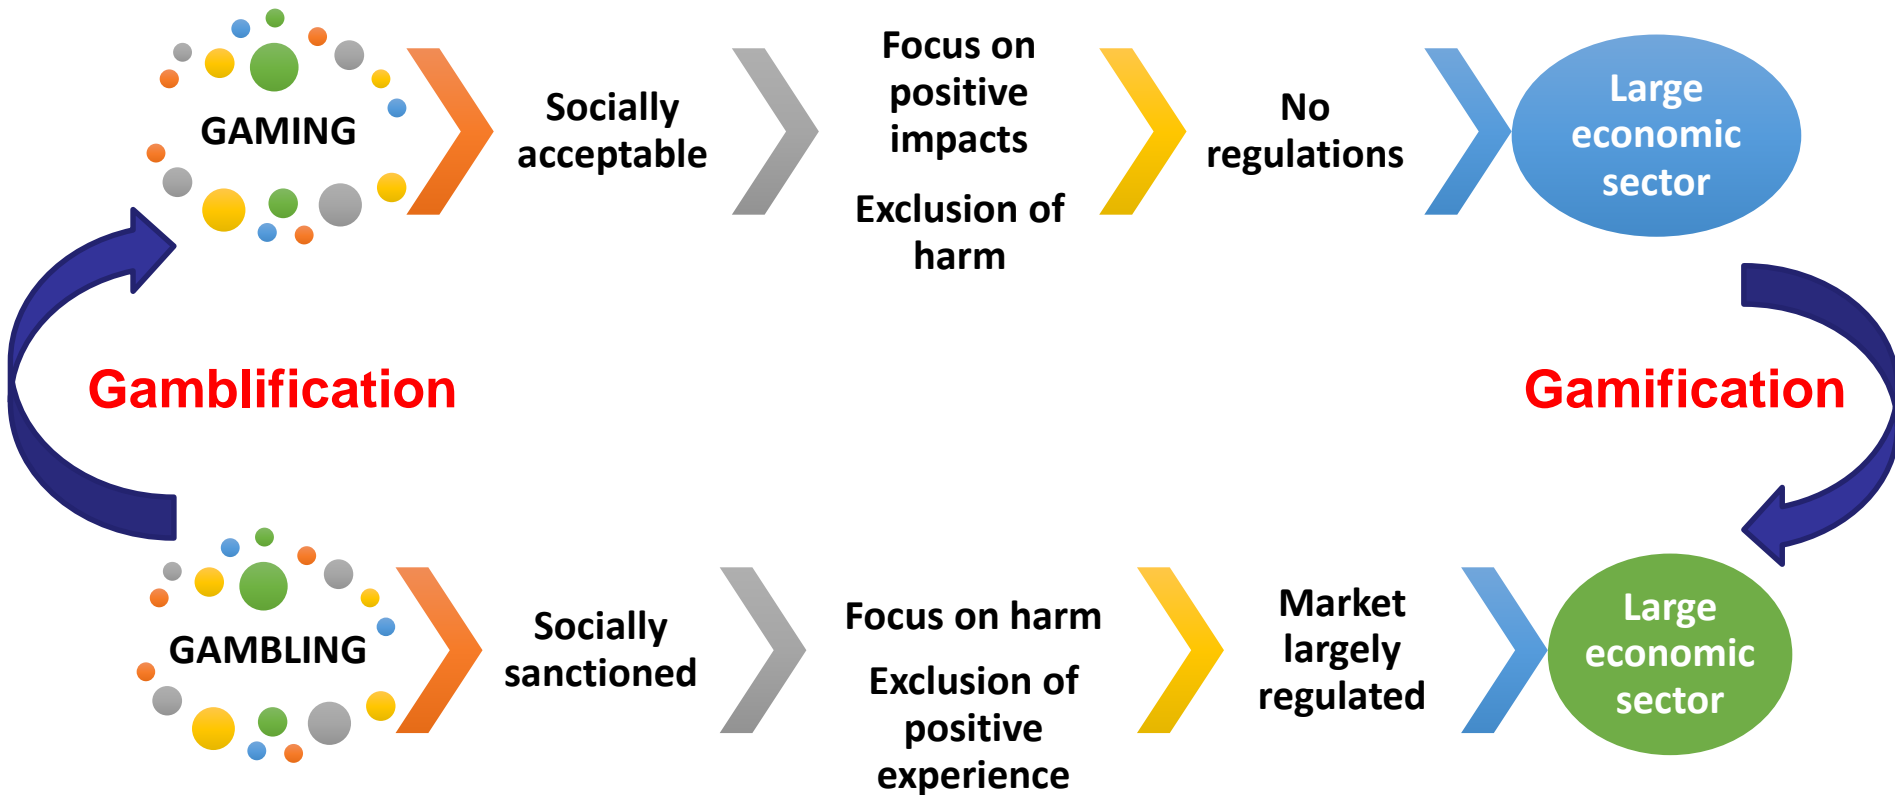 GAMING
Socially
acceptable
Focus on
positive
impacts
Exclusion of
harm
No
regulations
Large
economic
sector
Gamblification
Gamification
GAMBLING
Socially
sanctioned
Focus on harm
Exclusion of
positive
experience
Market
largely
regulated
Large
economic
sector